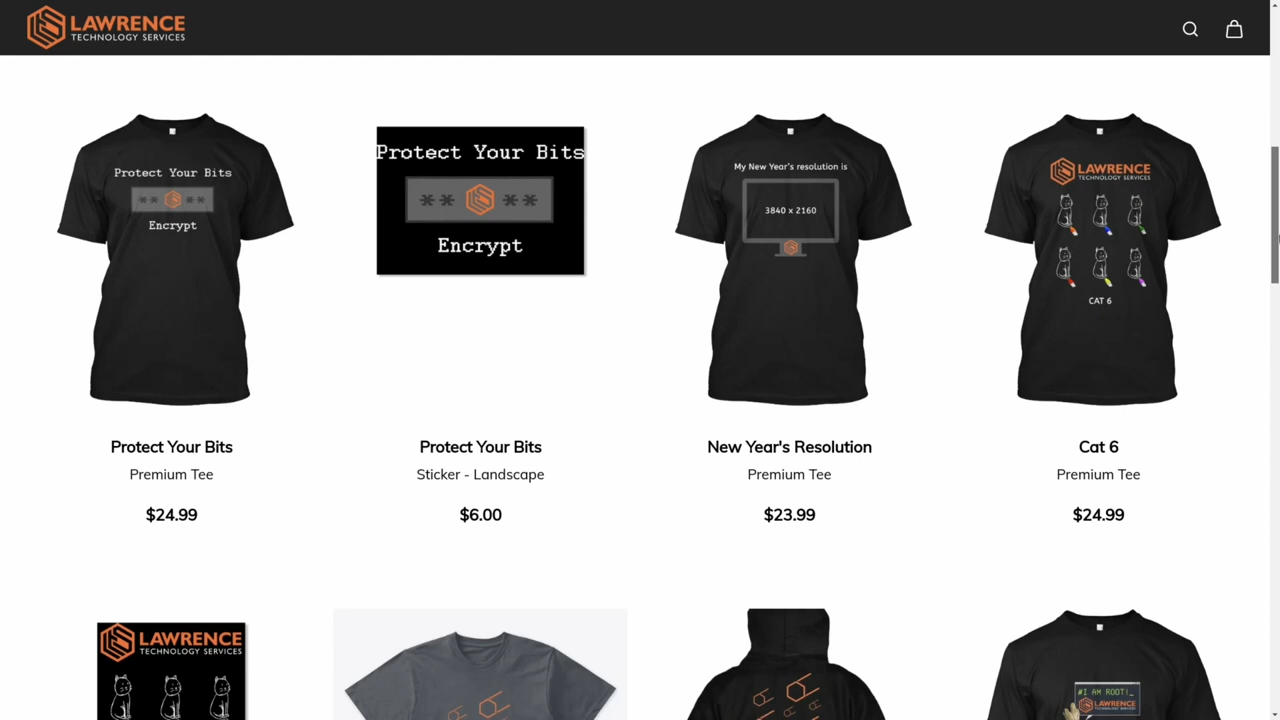 LAWRENCE
TECHNOLOGY SERVICES
Protect Your Bits
** **
Encrypt
Protect Your Bits
** **
Encrypt
My New Year's resolution is
3840 x 2160
LAWRENCE
TECHNOLOGY SERVICES
CAT 6
Protect Your Bits
Premium Tee
$24.99
Protect Your Bits
Sticker - Landscape
$6.00
New Year's Resolution
Premium Tee
$23.99
Cat 6
Premium Tee
$24.99
LAWRENCE
TECHNOLOGY SERVICES
#I AM ROOT!_
LAWRENCE
TECHNOLOGY SERVICES